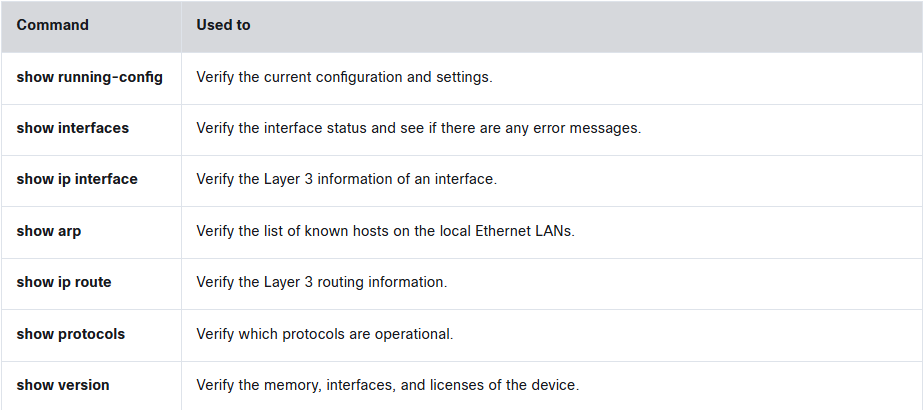 Command Used to
show running-config Verify the current configuration and settings.
show interfaces Verify the interface status and see if there are any error messages.
show ip interface Verify the Layer 3 information of an interface.
show arp Verify the list of known hosts on the local Ethernet LANs.
show ip route Verify the Layer 3 routing information.
show protocols Verify which protocols are operational.
show version Verify the memory, interfaces, and licenses of the device.